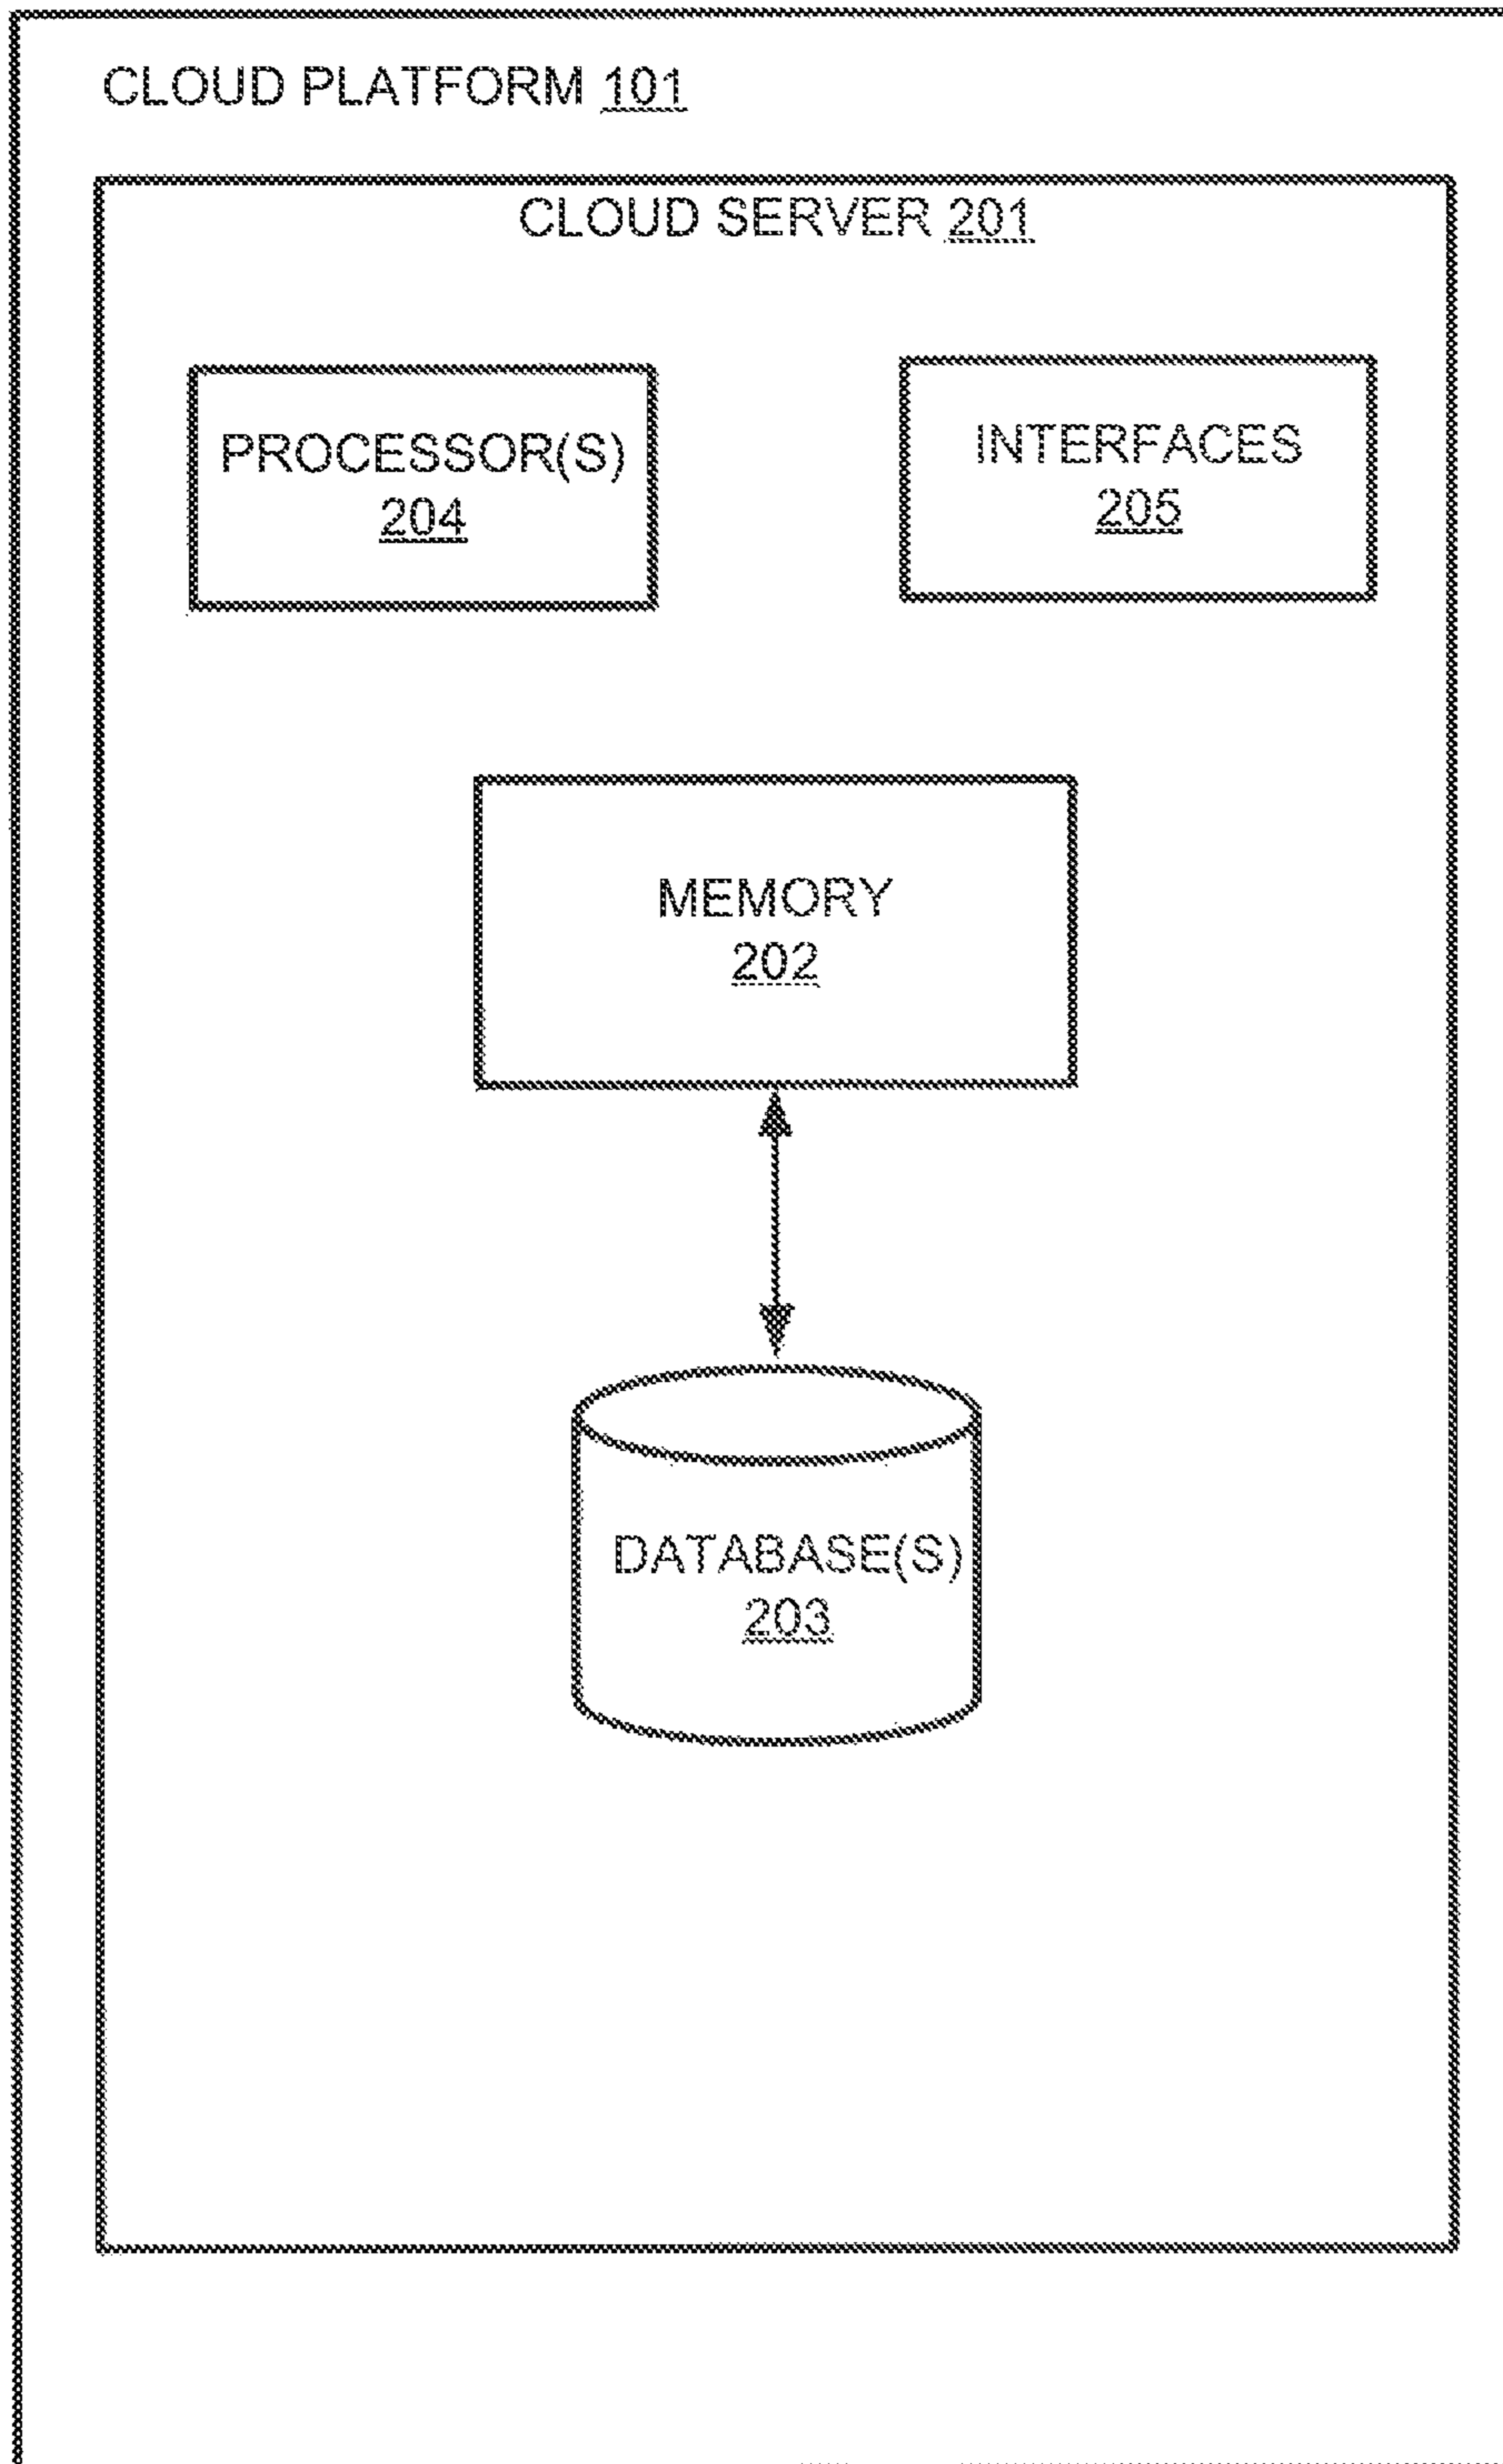 CLOUD PLATFORM 101
CLOUD SERVER 201
PROCESSOR(S)
204
INTERFACES
205
MEMORY
202
DATABASE(S)
203